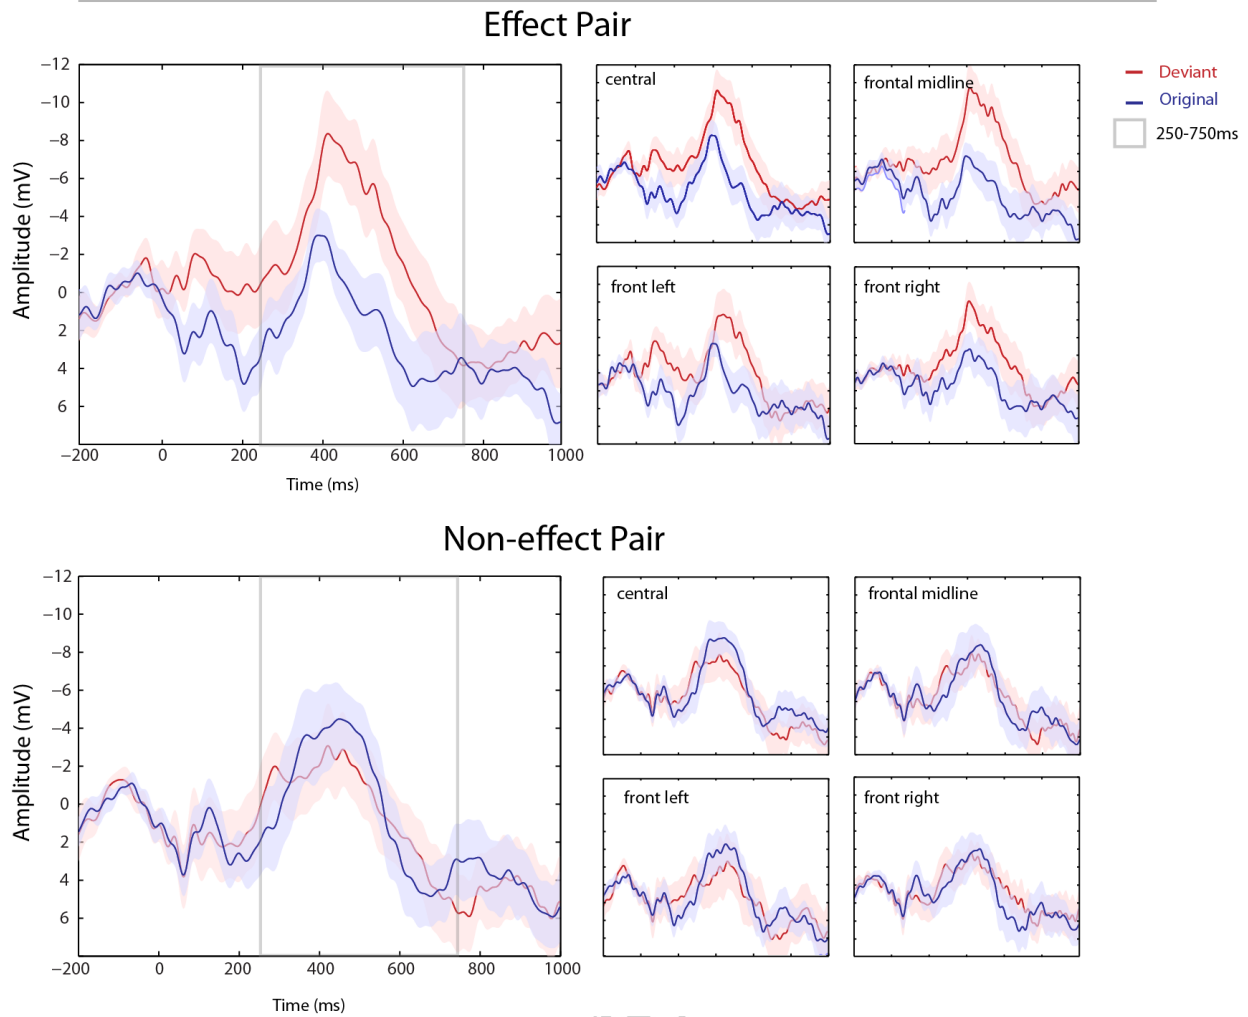 Effect Pair
−12
−10
−8
−6
−4
−2
0
2
4
6
Amplitude (mV)
−200 0 200 400 600 800 1000
Time (ms)
central
frontal midline
front left
front right
Deviant
Original
250-750ms
Non-effect Pair
−12
−10
−8
−6
−4
−2
0
2
4
6
Amplitude (mV)
−200 0 200 400 600 800 1000
Time (ms)
central
frontal midline
front left
front right